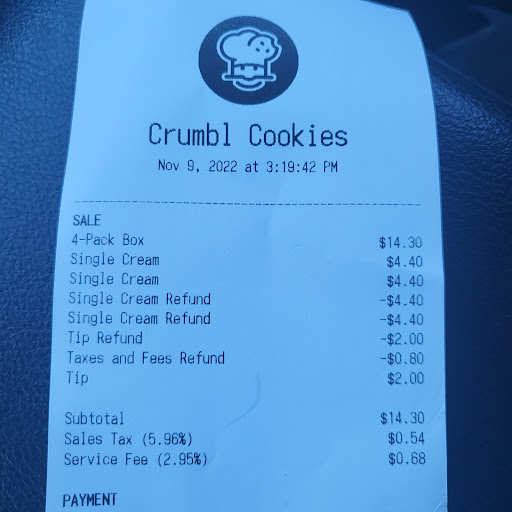 Crumbl Cookies
Nov 9, 2022 at 3:19:42 PM
SALE
4-Pack Box $14.30
Single Cream $4.40
Single Cream $4.40
Single Cream Refund -$4.40
Single Cream Refund -$4.40
Tip Refund -$2.00
Taxes and Fees Refund -$0.80
Tip $2.00
Subtotal $14.30
Sales Tax (5.96%) $0.54
Service Fee (2.95%) $0.68
PAYMENT